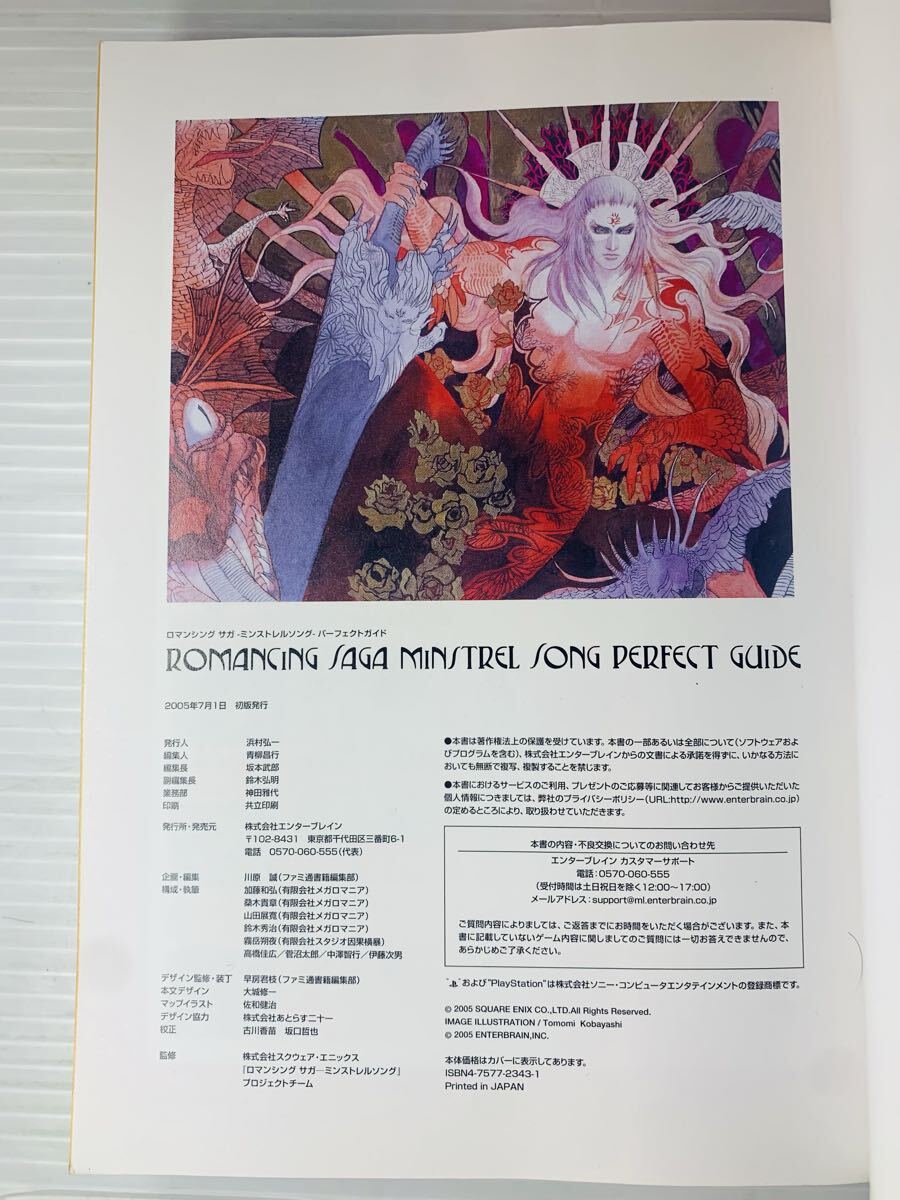 ロマンシング サガ -ミンストレルソング- パーフェクトガイド
ROMANCING SAGA MINSTREL SONG PERFECT GUIDE
2005年7月1日 初版発行
発行人 浜村弘一
編集人 青柳昌行
編集長 坂本武郎
副編集長 鈴木弘明
業務部 神田雅代
印刷 共立印刷
発行所・発売元 株式会社エンターブレイン
〒102-8431 東京都千代田区三番町6-1
電話 0570-060-555(代表)
企画・編集 川原 誠(ファミ通書籍編集部)
構成・執筆 加藤和弘(有限会社メガロマニア)
桑木貴章(有限会社メガロマニア)
山田展寛(有限会社メガロマニア)
鈴木秀治(有限会社メガロマニア)
霧岳朔夜(有限会社スタジオ因果横暴)
高橋佳広/菅沼太郎/中澤智行/伊藤次男
デザイン監修・装丁 早房君枝(ファミ通書籍編集部)
本文デザイン 大城修一
マップイラスト 佐和健治
デザイン協力 株式会社あとらす二十一
校正 古川香苗 坂口哲也
監修 株式会社スクウェア・エニックス
『ロマンシング サガ―ミンストレルソング』
プロジェクトチーム
●本書は著作権法上の保護を受けています。本書の一部あるいは全部について(ソフトウェアおよ
びプログラムを含む)、株式会社エンターブレインからの文書による承諾を得ずに、いかなる方法に
おいても無断で複写、複製することを禁じます。
●本書におけるサービスのご利用、プレゼントのご応募等に関連してお客様からご提供いただいた
個人情報につきましては、弊社のプライバシーポリシー(URL:http://www.enterbrain.co.jp)
の定めるところにより、取り扱わせていただきます。
本書の内容・不良交換についてのお問い合わせ先
エンターブレイン カスタマーサポート
電話:0570-060-555
(受付時間は土日祝日を除く12:00~17:00)
メールアドレス:support@ml.enterbrain.co.jp
ご質問内容によりましては、ご返答までにお時間をいただく場合がございます。また、本
書に記載していないゲーム内容に関しましてのご質問には一切お答えできませんので、
あらかじめご了承ください。
および"PlayStation"は株式会社ソニー・コンピュータエンタテインメントの登録商標です。
© 2005 SQUARE ENIX CO.,LTD.All Rights Reserved.
IMAGE ILLUSTRATION / Tomomi Kobayashi
© 2005 ENTERBRAIN,INC.
本体価格はカバーに表示してあります。
ISBN4-7577-2343-1
Printed in JAPAN